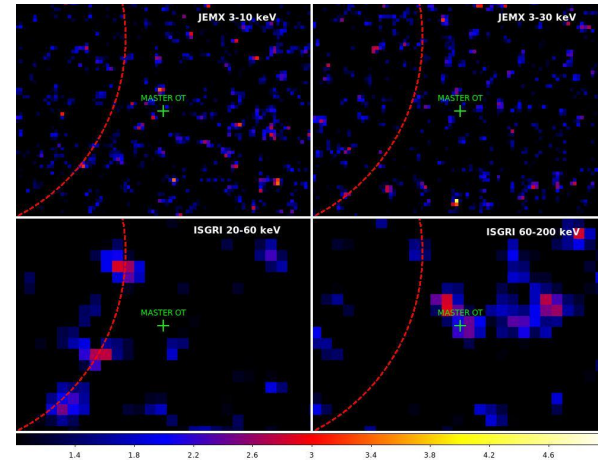 JEMX 3-10 keV
MASTER OT
JEMX 3-30 keV
MASTER OT
ISGRI 20-60 keV
MASTER OT
ISGRI 60-200 keV
MASTER OT
1.4 1.8 2.2 2.6 3 3.4 3.8 4.2 4.6